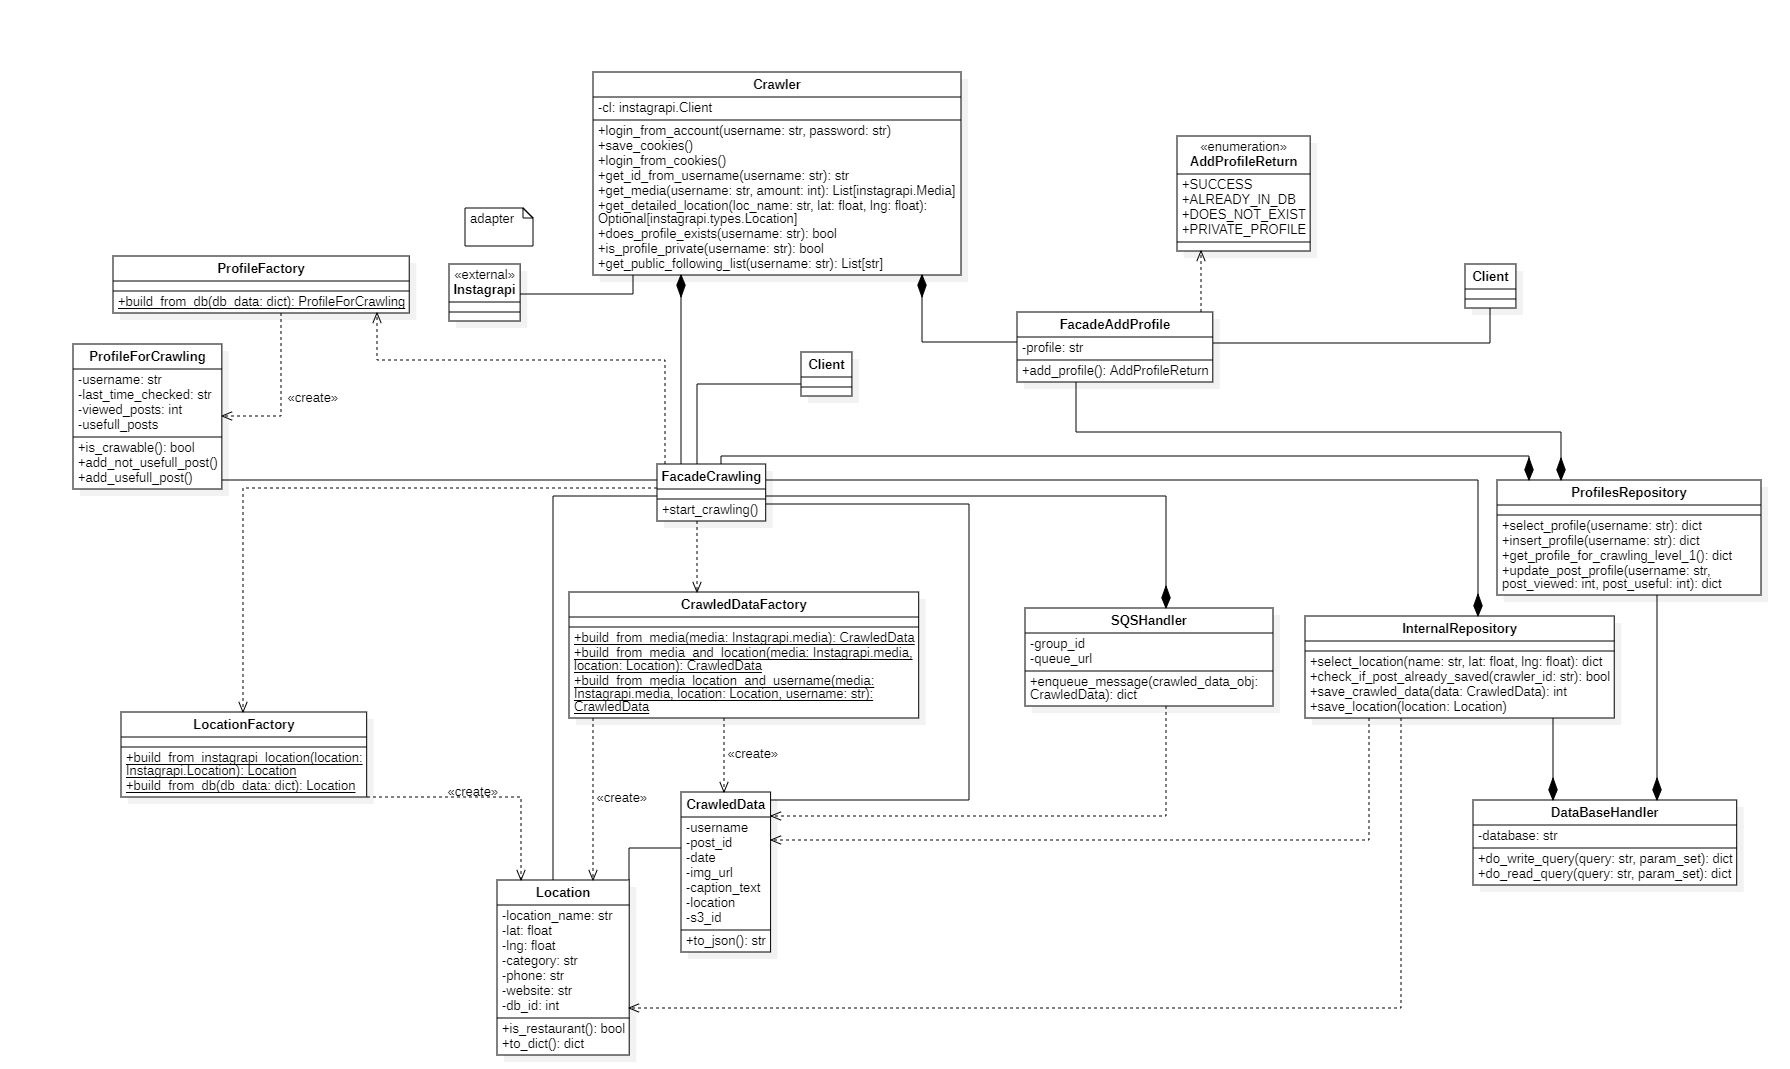 Crawler
-cl: instagrapi.Client
+login_from_account(username: str, password: str)
+save_cookies()
+login_from_cookies()
+get_id_from_username(username: str): str
+get_media(username: str, amount: int): List[instagrapi.Media]
+get_detailed_location(loc_name: str, lat: float, lng: float):
Optional[instagrapi.types.Location]
+does_profile_exists(username: str): bool
+is_profile_private(username: str): bool
+get_public_following_list(username: str): List[str]
«enumeration»
AddProfileReturn
+SUCCESS
+ALREADY_IN_DB
+DOES_NOT_EXIST
+PRIVATE_PROFILE
adapter
«external»
Instagrapi
ProfileFactory
+build_from_db(db_data: dict): ProfileForCrawling
Client
FacadeAddProfile
-profile: str
+add_profile(): AddProfileReturn
ProfileForCrawling
-username: str
-last_time_checked: str
-viewed_posts: int
-usefull_posts
+is_crawable(): bool
+add_not_usefull_post()
+add_usefull_post()
«create»
Client
FacadeCrawling
+start_crawling()
ProfilesRepository
+select_profile(username: str): dict
+insert_profile(username: str): dict
+get_profile_for_crawling_level_1(): dict
+update_post_profile(username: str,
post_viewed: int, post_useful: int): dict
CrawledDataFactory
+build_from_media(media: Instagrapi.media): CrawledData
+build_from_media_and_location(media: Instagrapi.media,
location: Location): CrawledData
+build_from_media_location_and_username(media:
Instagrapi.media, location: Location, username: str):
CrawledData
SQSHandler
-group_id
-queue_url
+enqueue_message(crawled_data_obj:
CrawledData): dict
InternalRepository
+select_location(name: str, lat: float, lng: float): dict
+check_if_post_already_saved(crawler_id: str): bool
+save_crawled_data(data: CrawledData): int
+save_location(location: Location)
LocationFactory
+build_from_instagrapi_location(location:
Instagrapi.Location): Location
+build_from_db(db_data: dict): Location
«create»
«create»
«create»
CrawledData
-username
-post_id
-date
-img_url
-caption_text
-location
-s3_id
+to_json(): str
DataBaseHandler
-database: str
+do_write_query(query: str, param_set): dict
+do_read_query(query: str, param_set): dict
Location
-location_name: str
-lat: float
-lng: float
-category: str
-phone: str
-website: str
-db_id: int
+is_restaurant(): bool
+to_dict(): dict